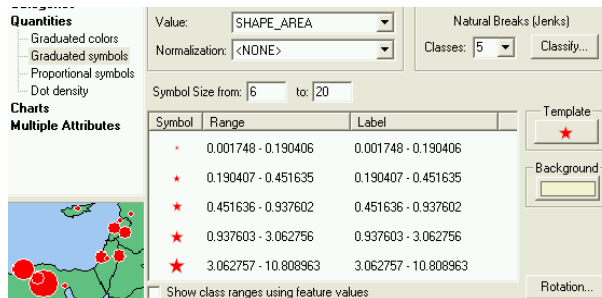 Quantities
Graduated colors
Graduated symbols
Proportional symbols
Dot density
Charts
Multiple Attributes
Value: SHAPE_AREA
Normalization: <NONE>
Natural Breaks (Jenks)
Classes: 5 Classify...
Symbol Size from: 6 to: 20
Symbol Range Label
0.001748 - 0.190406 0.001748 - 0.190406
0.190407 - 0.451635 0.190407 - 0.451635
0.451636 - 0.937602 0.451636 - 0.937602
0.937603 - 3.062756 0.937603 - 3.062756
3.062757 - 10.808963 3.062757 - 10.808963
Show class ranges using feature values
Template
Background
Rotation...